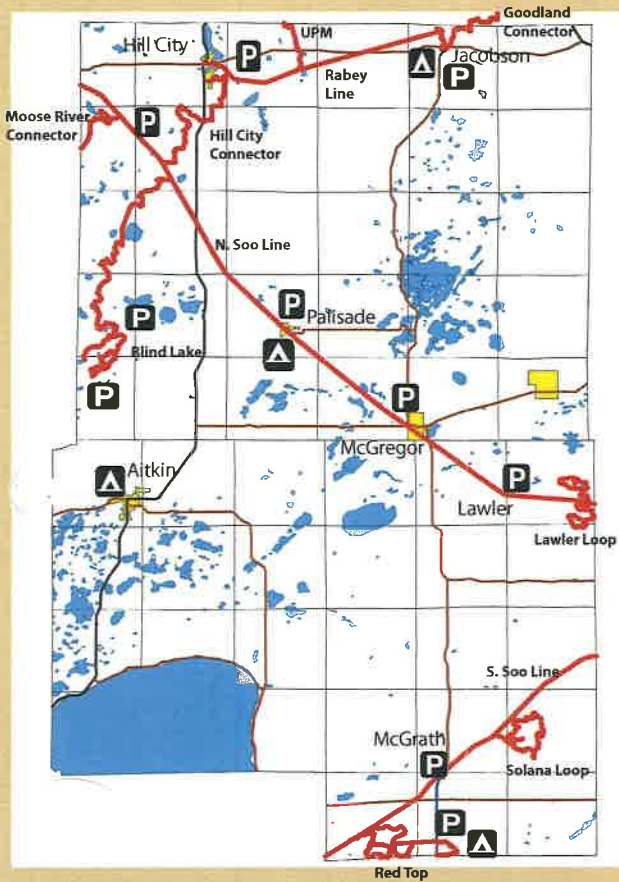 Goodland
Connector
UPM
Hill City
P
Jacobson
P
Rabey
Line
Moose River
Connector
P
Hill City
Connector
N. Soo Line
P
Palisade
P
Blind Lake
P
P
McGregor
Aitkin
P
Lawler
Lawler Loop
S. Soo Line
McGrath
P
Solana Loop
P
Red Top